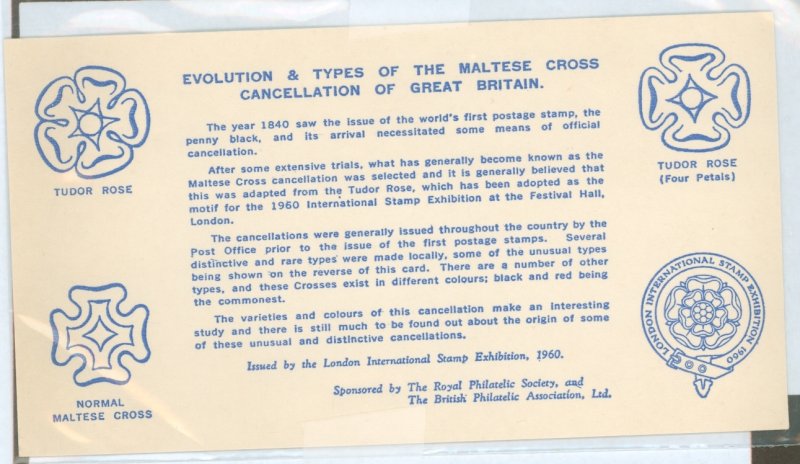 EVOLUTION & TYPES OF THE MALTESE CROSS
CANCELLATION OF GREAT BRITAIN.
The year 1840 saw the issue of the world's first postage stamp, the
penny black, and its arrival necessitated some means of official
cancellation.
After some extensive trials, what has generally become known as the
Maltese Cross cancellation was selected and it is generally believed that
this was adapted from the Tudor Rose, which has been adopted as the
motif for the 1960 International Stamp Exhibition at the Festival Hall,
London.
The cancellations were generally issued throughout the country by the
Post Office prior to the issue of the first postage stamps. Several
distinctive and rare types were made locally, some of the unusual types
being shown on the reverse of this card. There are a number of other
types, and these Crosses exist in different colours; black and red being
the commonest.
The varieties and colours of this cancellation make an interesting
study and there is still much to be found out about the origin of some
of these unusual and distinctive cancellations.
Issued by the London International Stamp Exhibition, 1960.
Sponsored by The Royal Philatelic Society, and
The British Philatelic Association, Ltd.
TUDOR ROSE
NORMAL
MALTESE CROSS
TUDOR ROSE
(Four Petals)
LONDON INTERNATIONAL STAMP EXHIBITION 1960